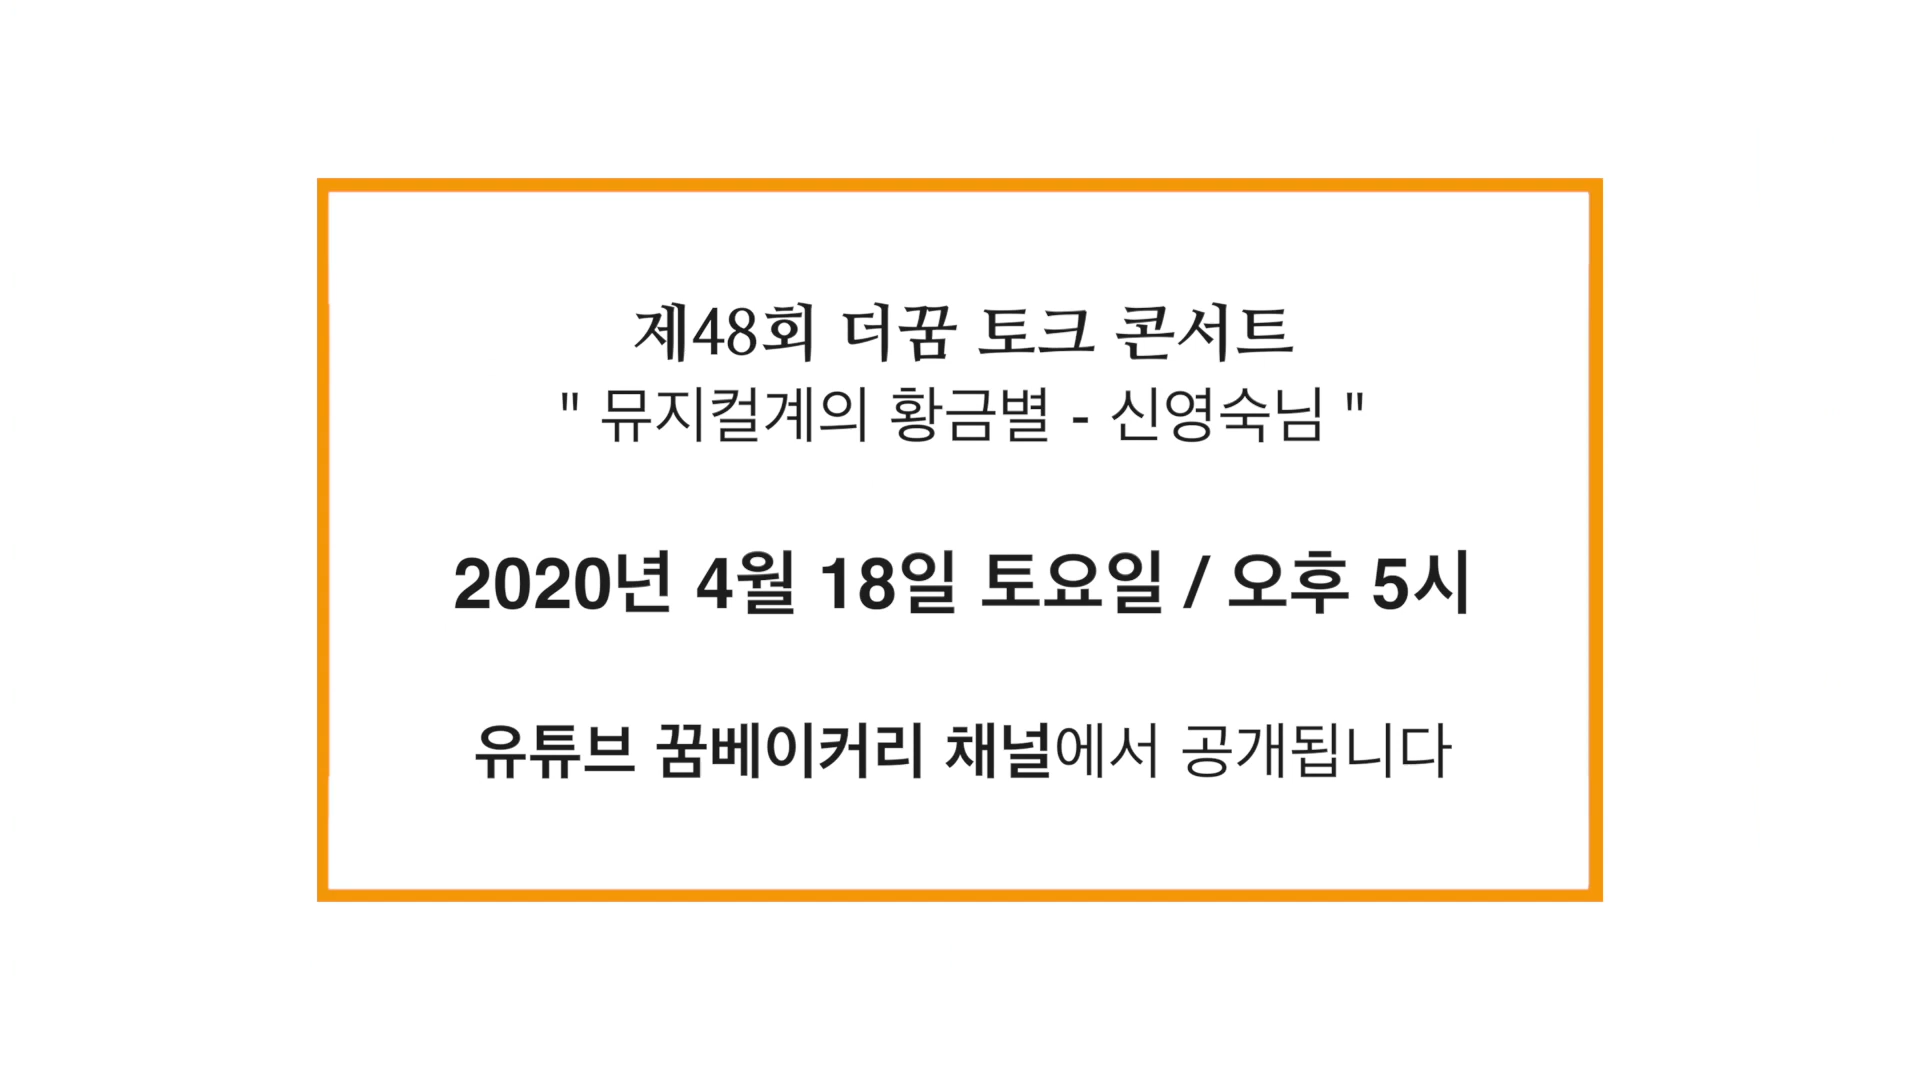 제48회 더꿈 토크 콘서트
" 뮤지컬계의 황금별 - 신영숙님 "
2020년 4월 18일 토요일 / 오후 5시
유튜브 꿈베이커리 채널에서 공개됩니다